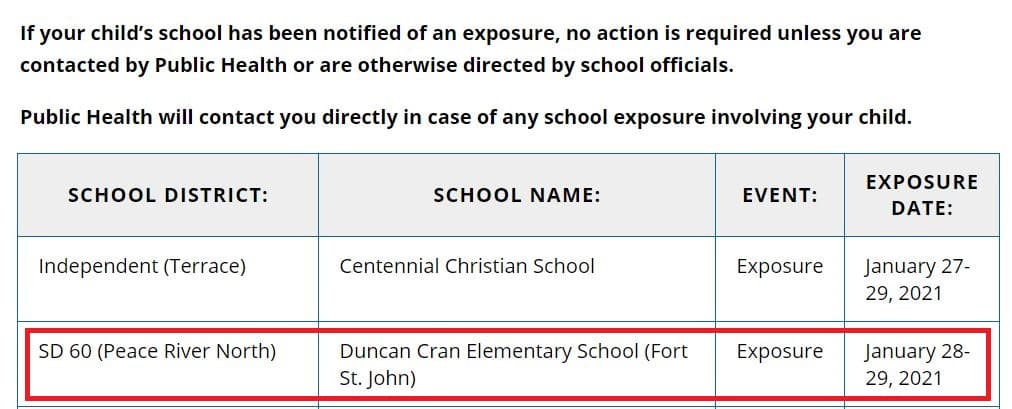 If your child’s school has been notified of an exposure, no action is required unless you are
contacted by Public Health or are otherwise directed by school officials.
Public Health will contact you directly in case of any school exposure involving your child.
SCHOOL DISTRICT: SCHOOL NAME: EVENT: EXPOSURE
DATE:
Independent (Terrace) Centennial Christian School Exposure January 27-
29, 2021
SD 60 (Peace River North) Duncan Cran Elementary School (Fort
St. John) Exposure January 28-
29, 2021